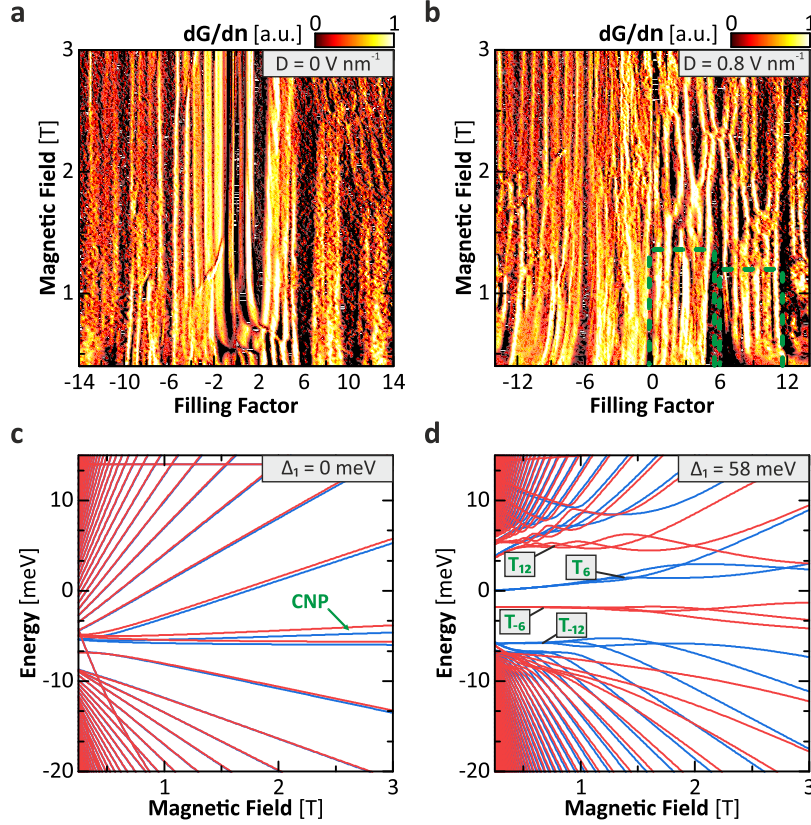 a
dG/dn [a.u.] 0 1
D = 0 V nm⁻¹
Magnetic Field [T]
3
2
1
-14 -10 -6 -2 2 6 10 14
Filling Factor
b
dG/dn [a.u.] 0 1
D = 0.8 V nm⁻¹
Magnetic Field [T]
3
2
1
-12 -6 0 6 12
Filling Factor
c
Δ₁ = 0 meV
Energy [meV]
10
0
-10
-20
CNP
1 2 3
Magnetic Field [T]
d
Δ₁ = 58 meV
Energy [meV]
10
0
-10
-20
T₁₂
T₆
T₋₆
T₋₁₂
1 2 3
Magnetic Field [T]